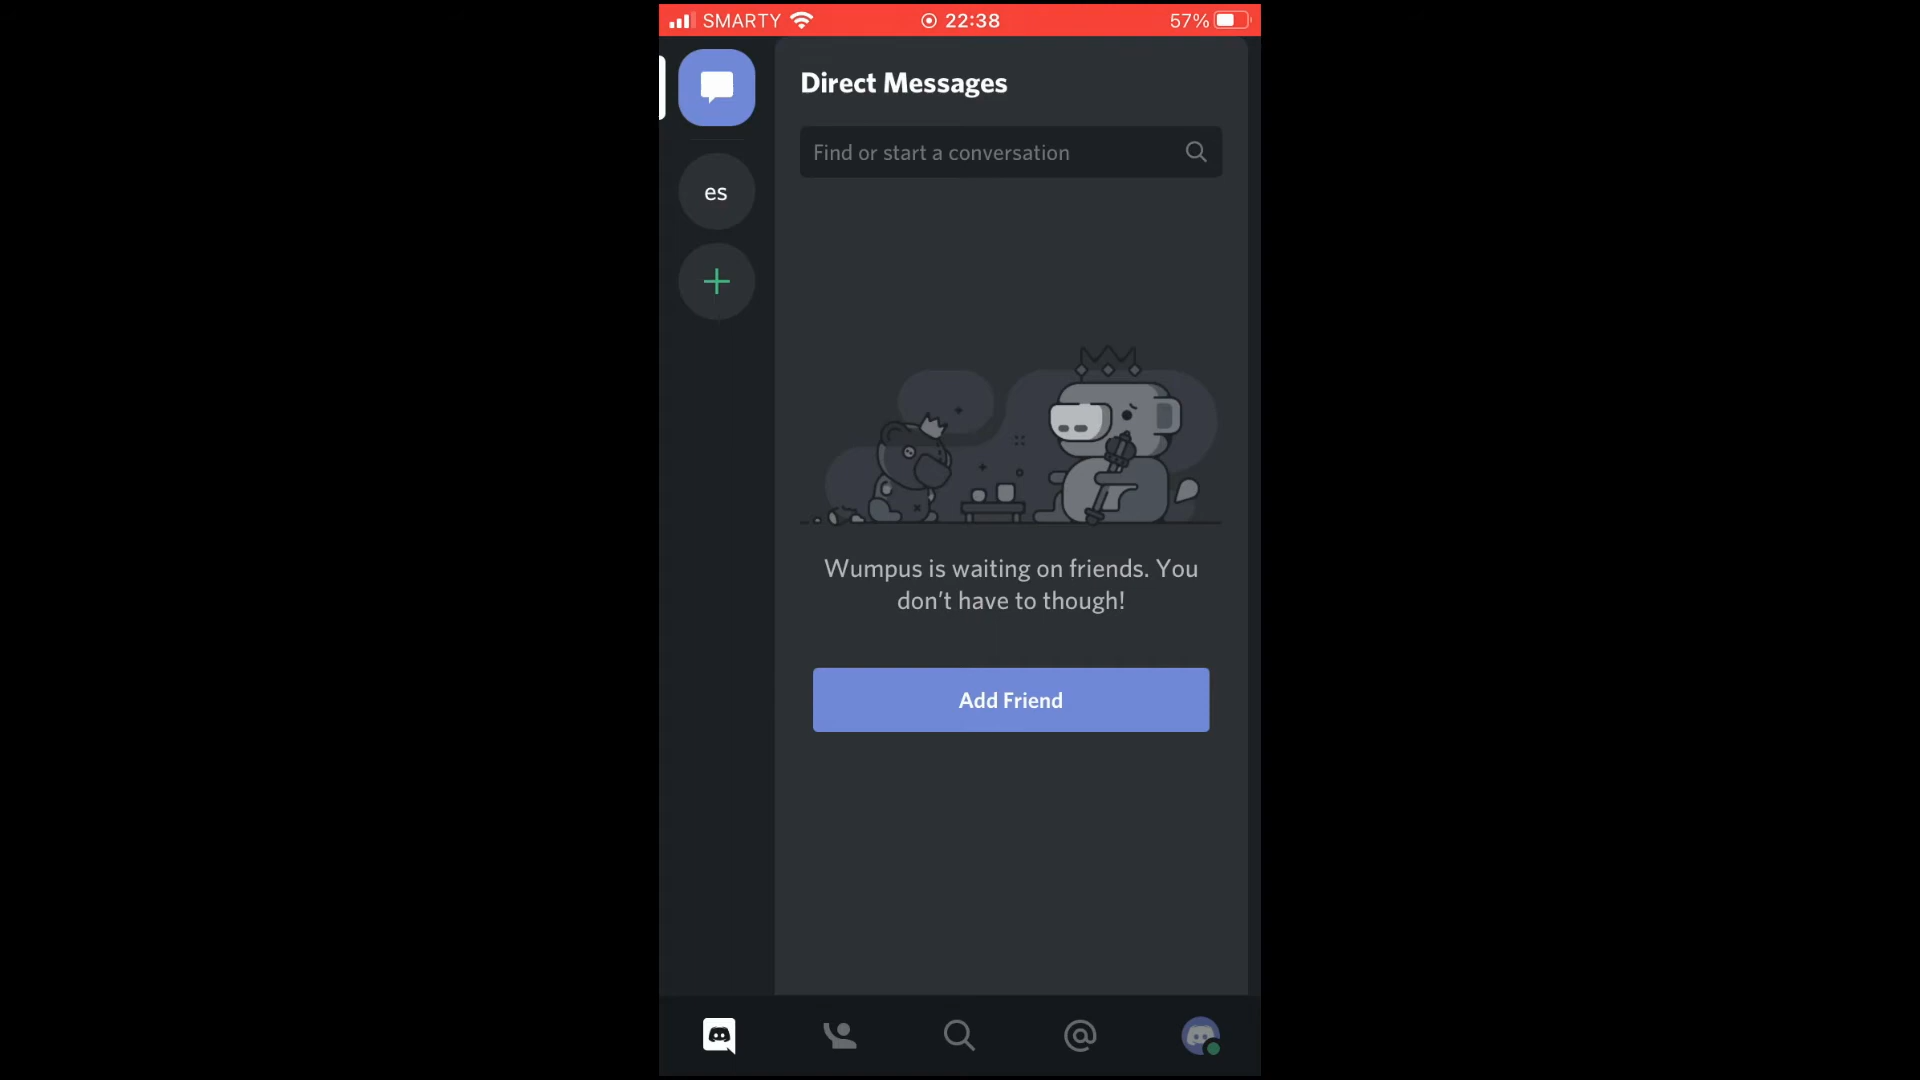 SMARTY 22:38 57%
Direct Messages
Find or start a conversation
es
Wumpus is waiting on friends. You
don't have to though!
Add Friend